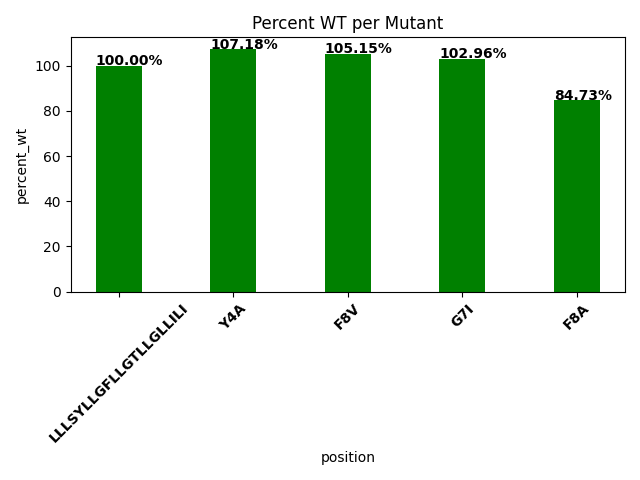 Percent WT per Mutant
100.00%
107.18%
105.15%
102.96%
84.73%
percent_wt
100
80
60
40
20
0
LLLSYLLGFLLGTLLGLLILI
Y4A
F8V
G7I
F8A
position